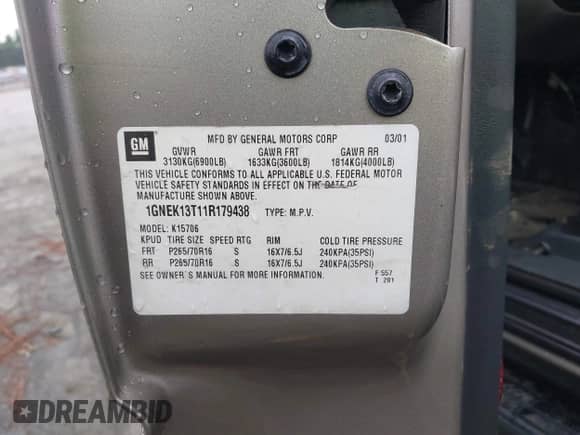 GM
MFD BY GENERAL MOTORS CORP 03/01
GVWR GAWR FRT GAWR RR
3130KG(6900LB) 1633KG(3600LB) 1814KG(4000LB)
THIS VEHICLE CONFORMS TO ALL APPLICABLE U.S. FEDERAL MOTOR
VEHICLE SAFETY STANDARDS IN EFFECT ON THE DATE OF
MANUFACTURE SHOWN ABOVE.
1GNEK13T11R179438 TYPE: M.P.V.
MODEL: K15706
KPUD TIRE SIZE SPEED RTG RIM COLD TIRE PRESSURE
FRT P265/70R16 S 16X7/6.5J 240KPA(35PSI)
RR P265/70R16 S 16X7/6.5J 240KPA(35PSI)
SEE OWNER'S MANUAL FOR MORE INFORMATION.
F 557
T 201
DREAMBID